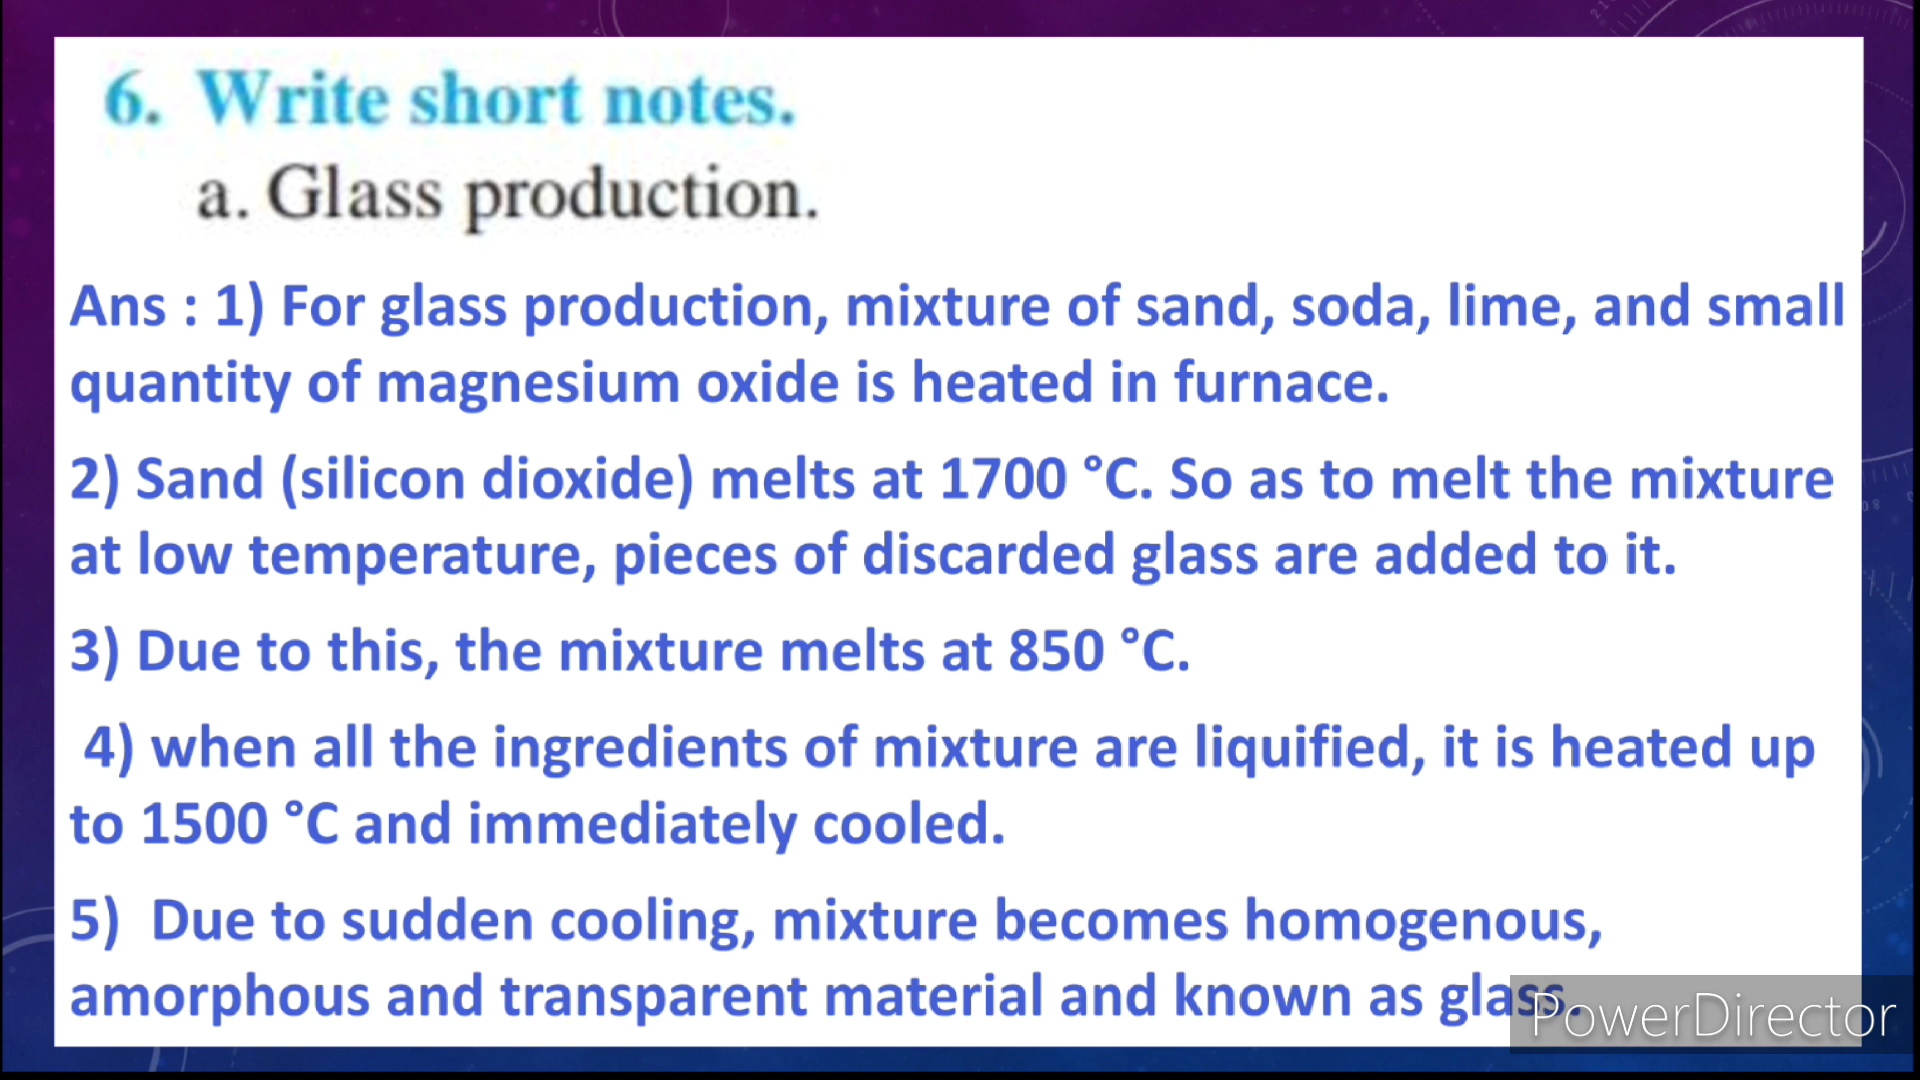 6. Write short notes.
a. Glass production.
Ans : 1) For glass production, mixture of sand, soda, lime, and small
quantity of magnesium oxide is heated in furnace.
2) Sand (silicon dioxide) melts at 1700 °C. So as to melt the mixture
at low temperature, pieces of discarded glass are added to it.
3) Due to this, the mixture melts at 850 °C.
4) when all the ingredients of mixture are liquified, it is heated up
to 1500 °C and immediately cooled.
5) Due to sudden cooling, mixture becomes homogenous,
amorphous and transparent material and known as glass.
PowerDirector